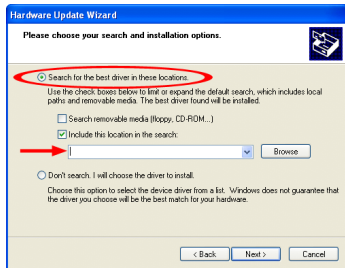 Hardware Update Wizard
Please choose your search and installation options.
Search for the best driver in these locations.
Use the check boxes below to limit or expand the default search, which includes local
paths and removable media. The best driver found will be installed.
Search removable media (floppy, CD-ROM...)
Include this location in the search:
Browse
Don't search. I will choose the driver to install.
Choose this option to select the device driver from a list. Windows does not guarantee that
the driver you choose will be the best match for your hardware.
< Back
Next >
Cancel